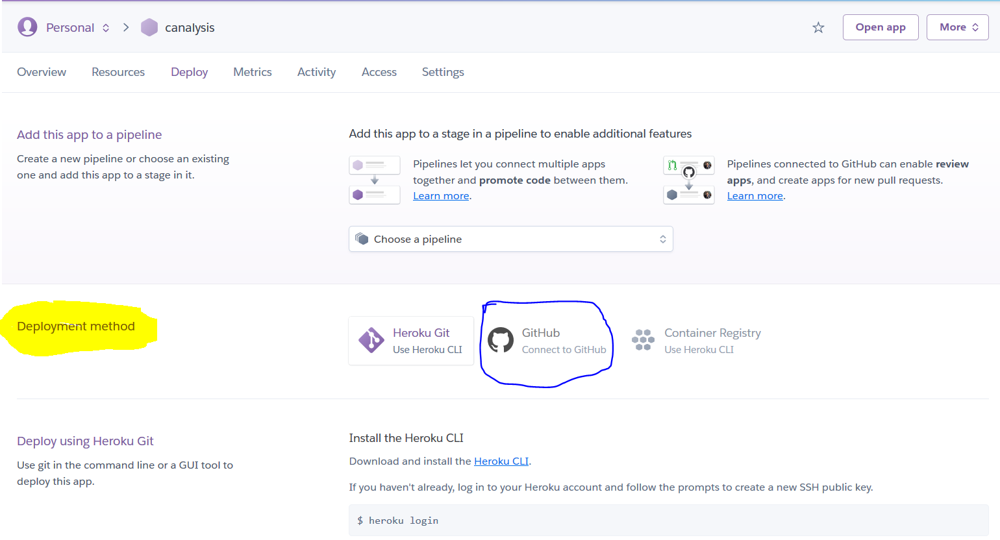 Personal canalysis Open app More
Overview Resources Deploy Metrics Activity Access Settings
Add this app to a pipeline
Create a new pipeline or choose an existing
one and add this app to a stage in it.
Add this app to a stage in a pipeline to enable additional features
Pipelines let you connect multiple apps
together and promote code between them.
Learn more.
Pipelines connected to GitHub can enable review
apps, and create apps for new pull requests.
Learn more.
Choose a pipeline
Deployment method
Heroku Git
Use Heroku CLI
GitHub
Connect to GitHub
Container Registry
Use Heroku CLI
Deploy using Heroku Git
Use git in the command line or a GUI tool to
deploy this app.
Install the Heroku CLI
Download and install the Heroku CLI.
If you haven't already, log in to your Heroku account and follow the prompts to create a new SSH public key.
$ heroku login